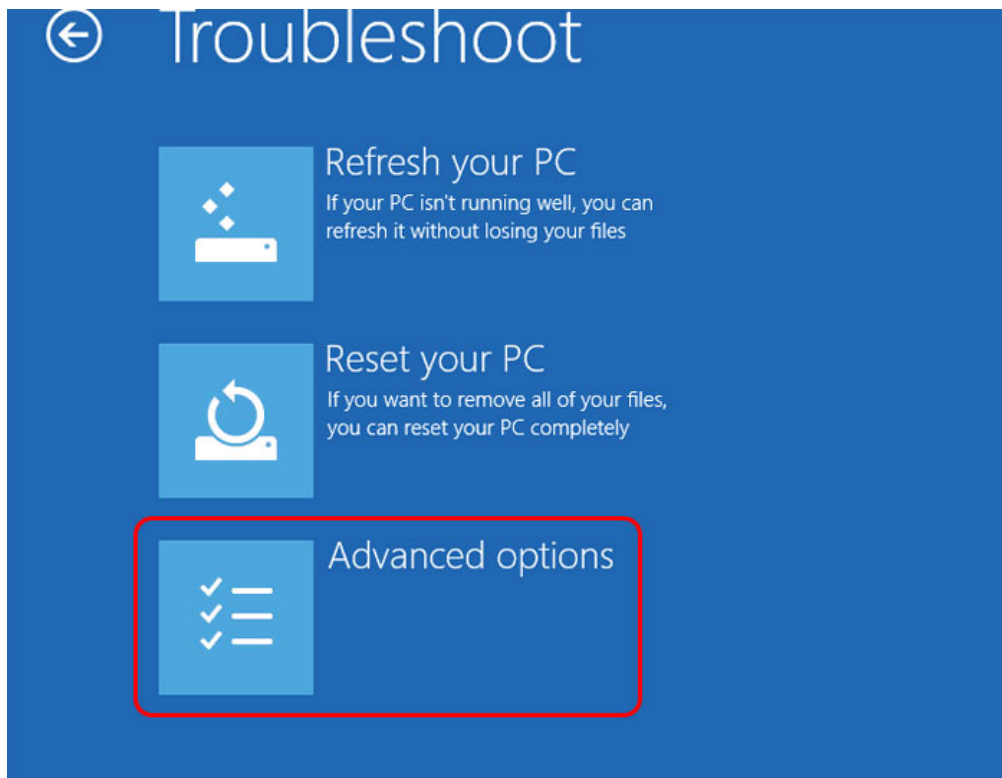 Troubleshoot
Refresh your PC
If your PC isn't running well, you can
refresh it without losing your files
Reset your PC
If you want to remove all of your files,
you can reset your PC completely
Advanced options